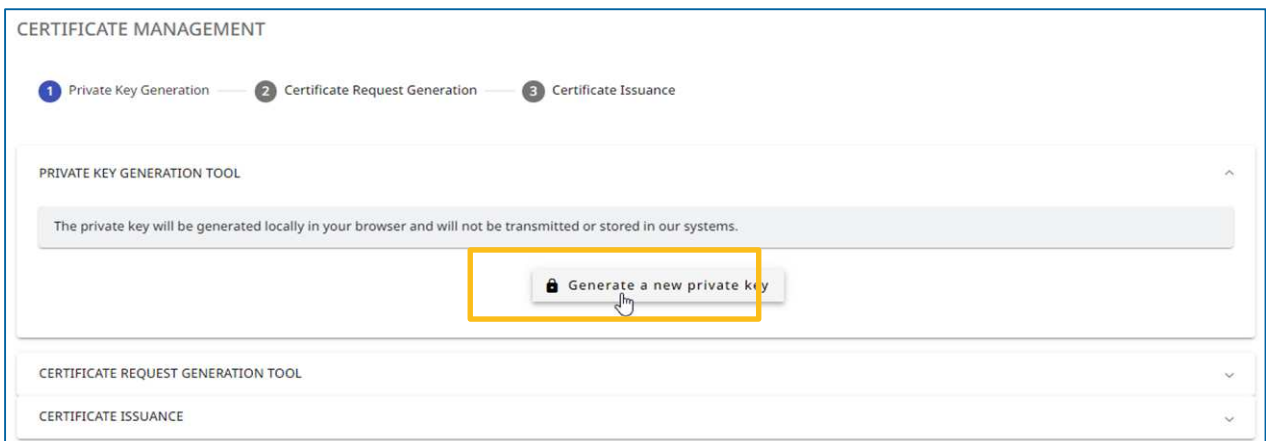 CERTIFICATE MANAGEMENT
1 Private Key Generation 2 Certificate Request Generation 3 Certificate Issuance
PRIVATE KEY GENERATION TOOL
The private key will be generated locally in your browser and will not be transmitted or stored in our systems.
Generate a new private key
CERTIFICATE REQUEST GENERATION TOOL
CERTIFICATE ISSUANCE